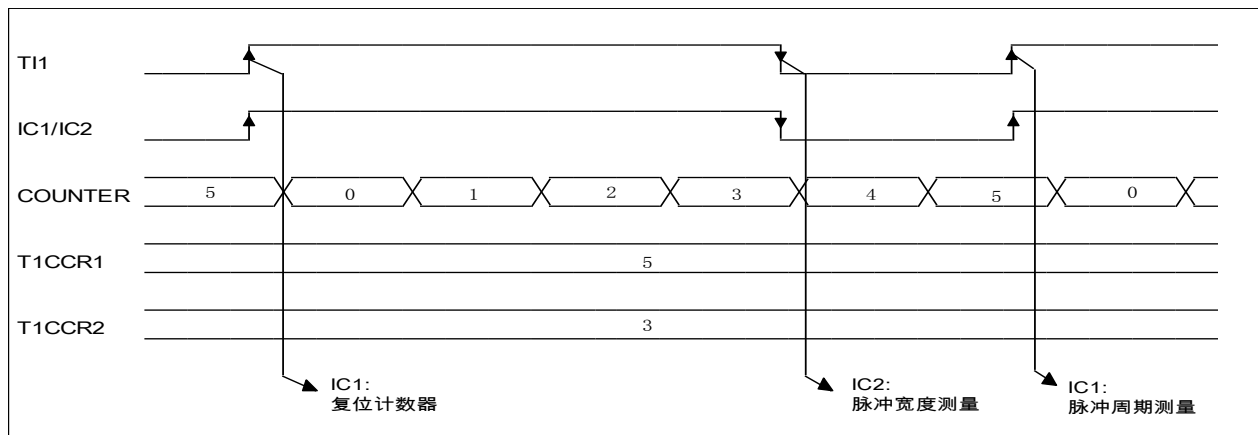 TI1
IC1/IC2
COUNTER 5 0 1 2 3 4 5 0
T1CCR1 5
T1CCR2 3
IC1:
复位计数器
IC2:
脉冲宽度测量
IC1:
脉冲周期测量